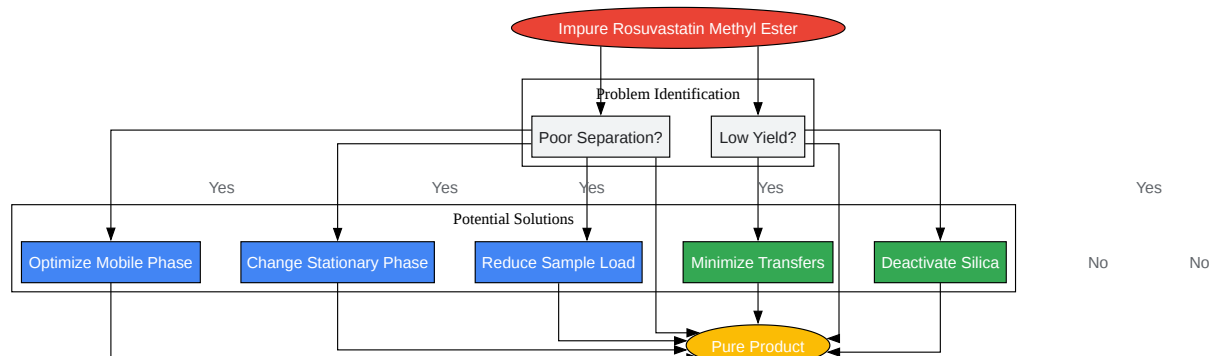 Impure Rosuvastatin Methyl Ester
Problem Identification
Poor Separation?
Low Yield?
Yes
Yes
Yes
Yes
Yes
Potential Solutions
Optimize Mobile Phase
Change Stationary Phase
Reduce Sample Load
Minimize Transfers
Deactivate Silica
No
No
Pure Product